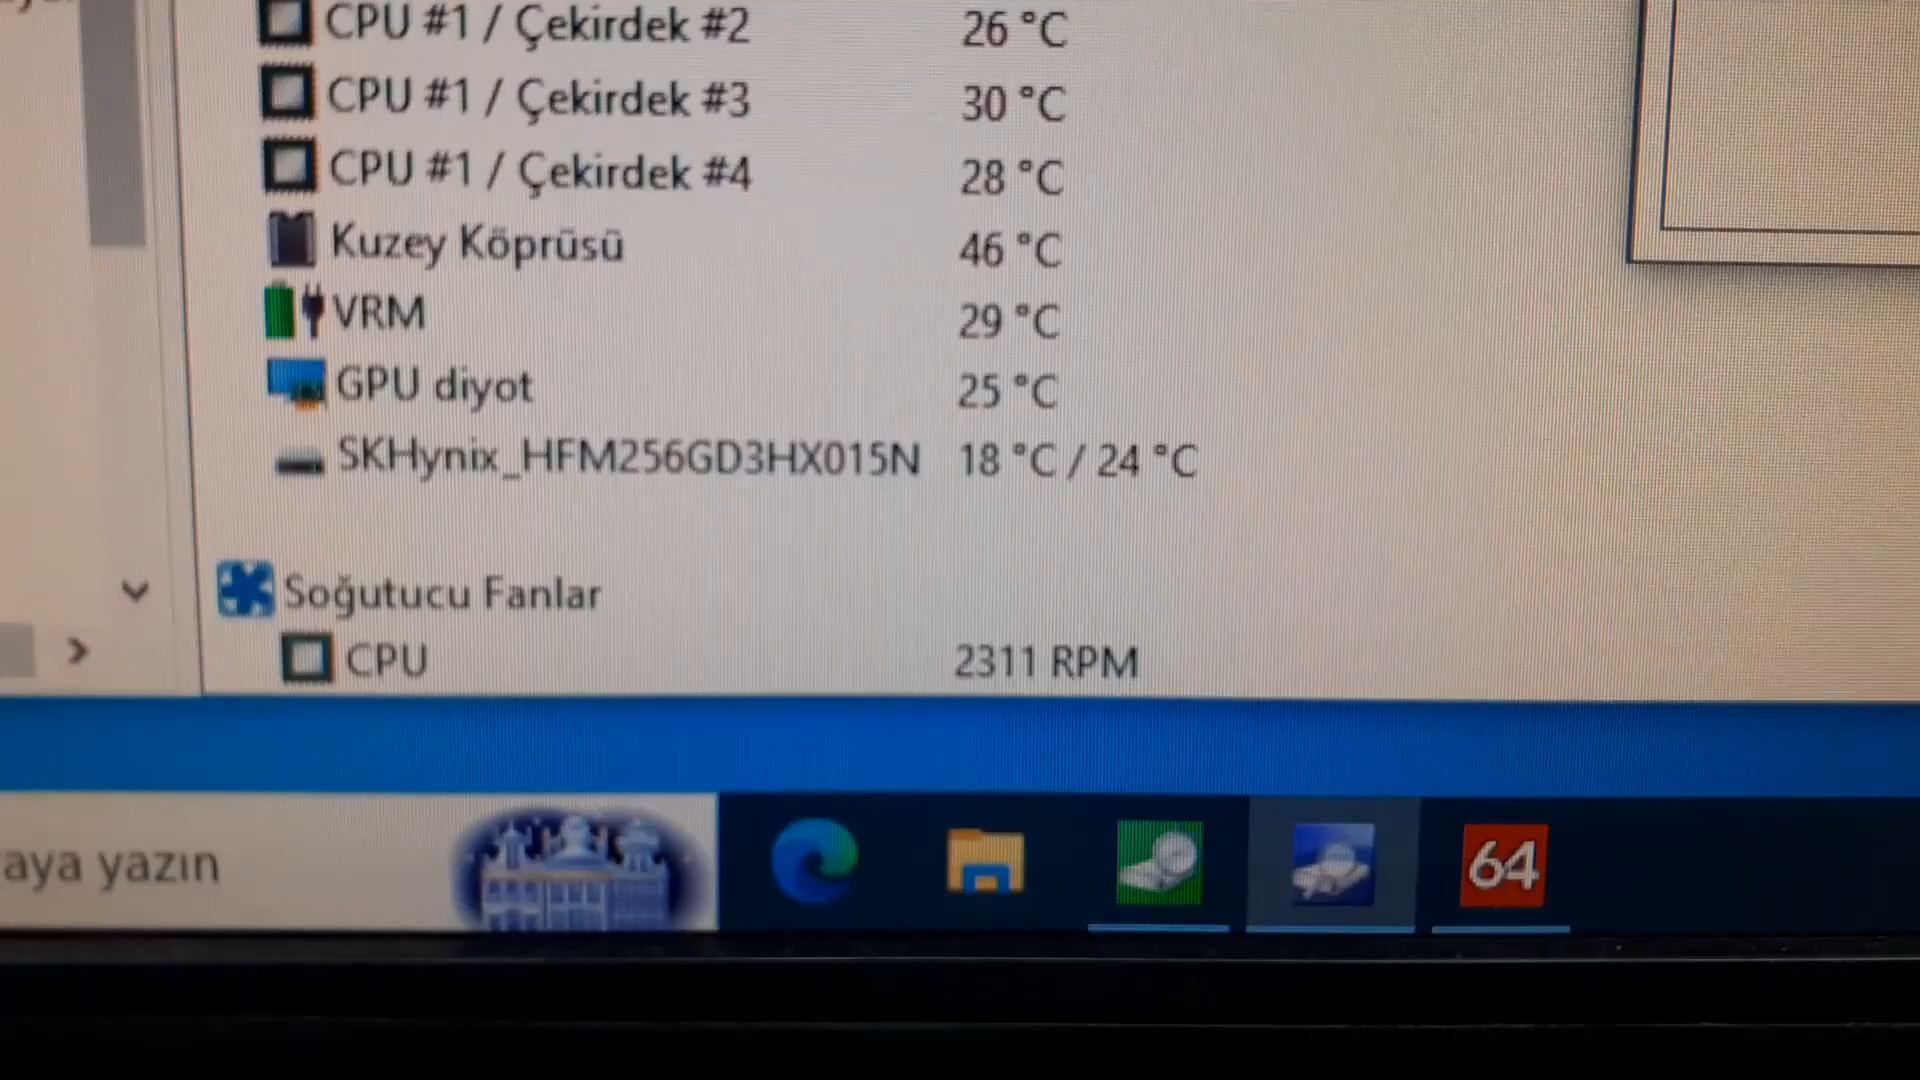 CPU #1 / Çekirdek #2 26 °C
CPU #1 / Çekirdek #3 30 °C
CPU #1 / Çekirdek #4 28 °C
Kuzey Köprüsü 46 °C
VRM 29 °C
GPU diyot 25 °C
SKHynix_HFM256GD3HX015N 18 °C / 24 °C
Soğutucu Fanlar
CPU 2311 RPM
yazın
64